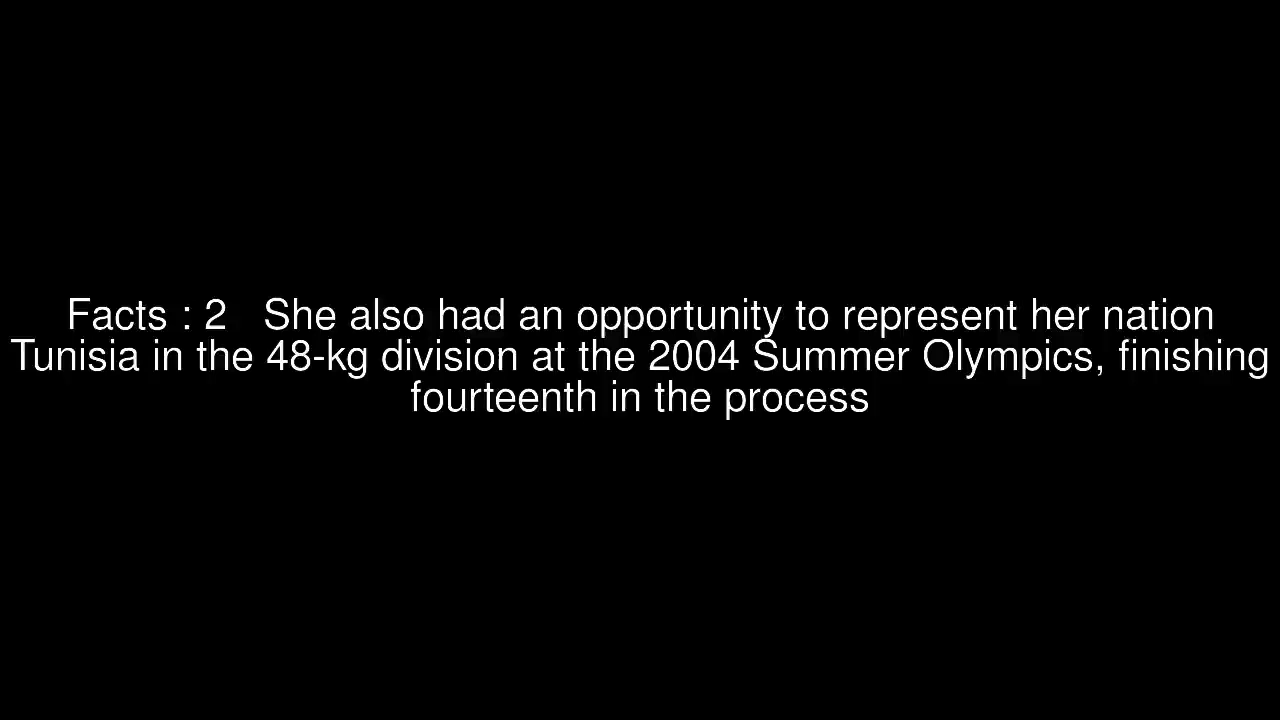 Facts : 2   She also had an opportunity to represent her nation
Tunisia in the 48-kg division at the 2004 Summer Olympics, finishing
fourteenth in the process